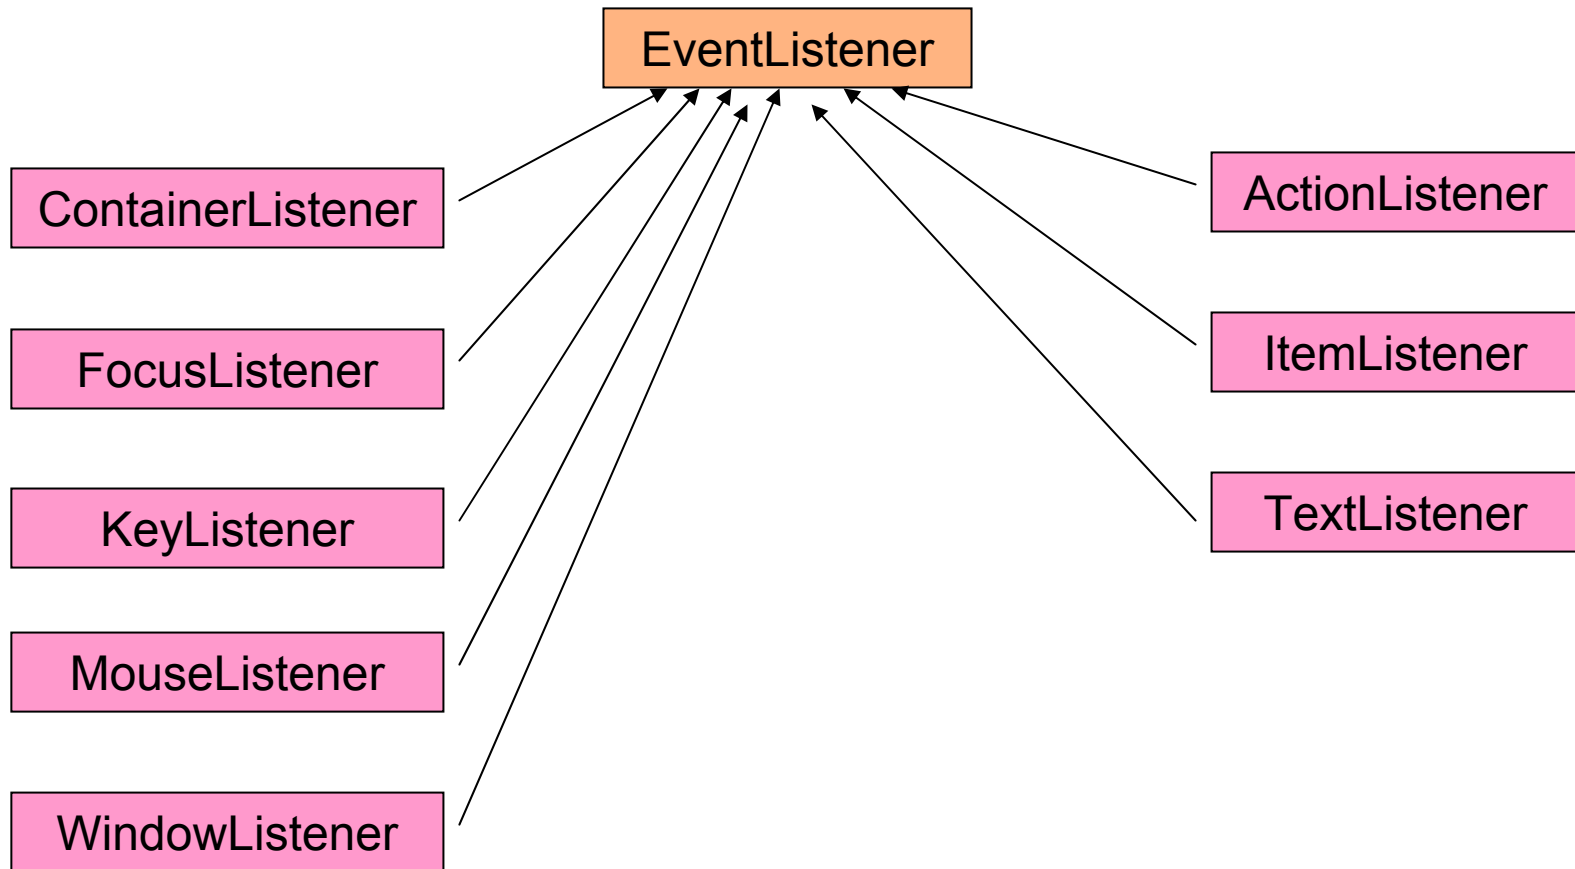 EventListener
ContainerListener
FocusListener
KeyListener
MouseListener
WindowListener
ActionListener
ItemListener
TextListener